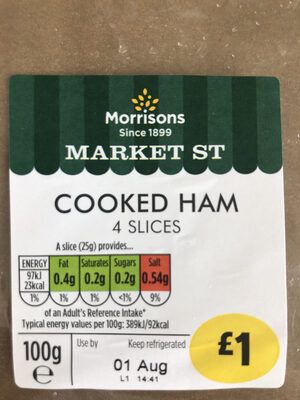 Morrisons
Since 1899
MARKET ST
COOKED HAM
4 SLICES
A slice (25g) provides...
ENERGY Fat Saturates Sugars Salt
97kJ
23kcal 0.4g 0.2g 0.2g 0.54g
1% 1% 1% <1% 9%
of an Adult's Reference Intake*
Typical energy values per 100g: 389kJ/92kcal
100g Use by Keep refrigerated
e 01 Aug
L1 14:41
£1